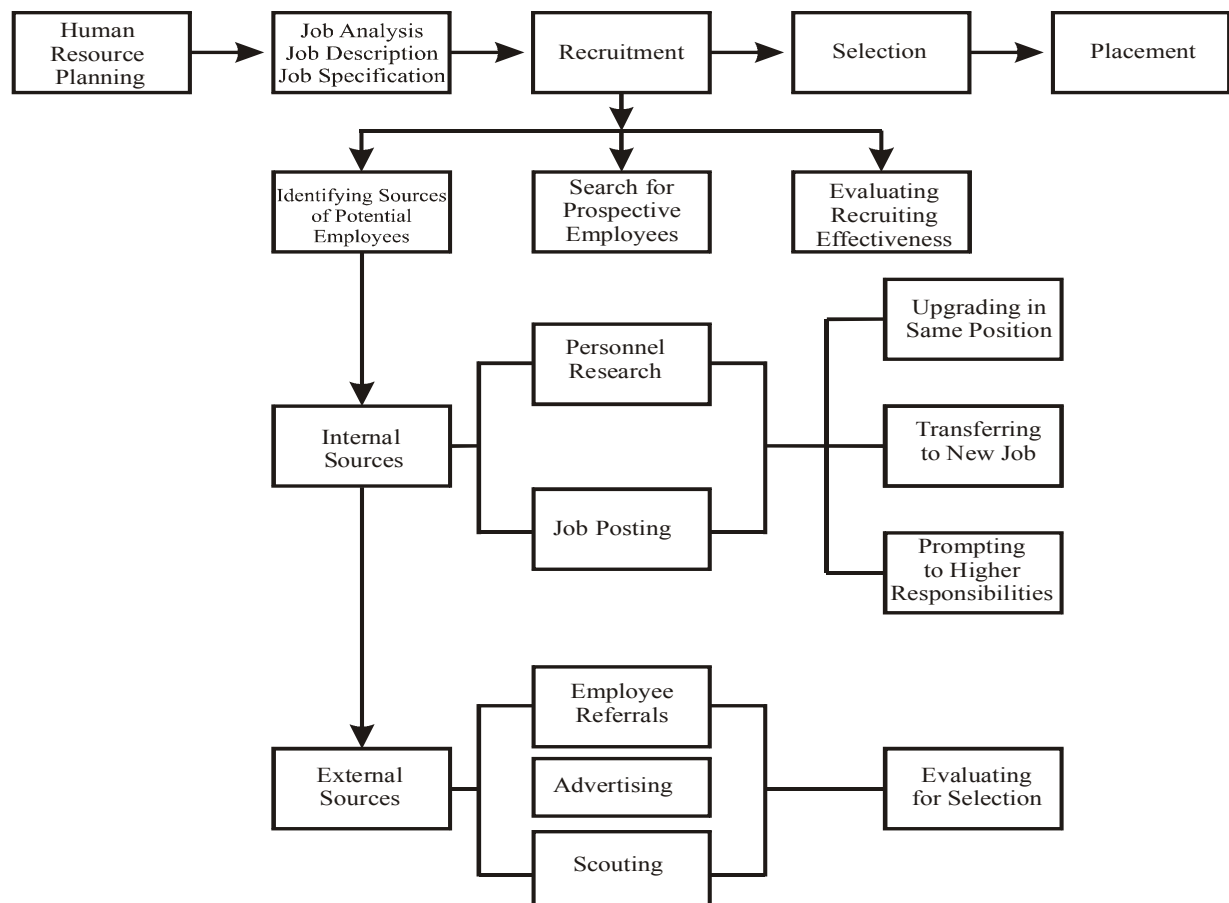 Human
Resource
Planning
Job Analysis
Job Description
Job Specification
Recruitment
Selection
Placement
Identifying Sources
of Potential
Employees
Search for
Prospective
Employees
Evaluating
Recruiting
Effectiveness
Upgrading in
Same Position
Personnel
Research
Internal
Sources
Transferring
to New Job
Job Posting
Prompting
to Higher
Responsibilities
Employee
Referrals
External
Sources
Advertising
Evaluating
for Selection
Scouting